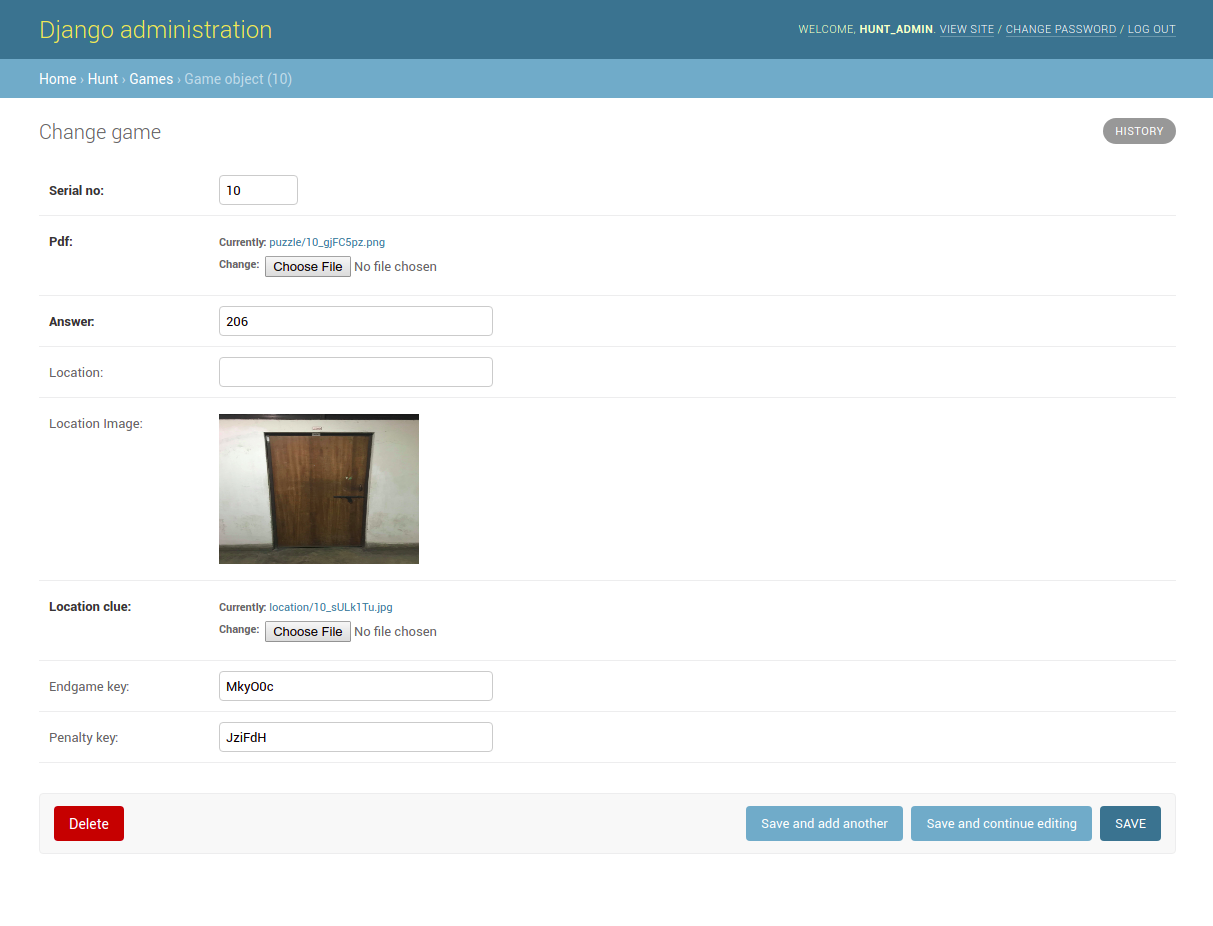 Django administration
WELCOME, HUNT_ADMIN. VIEW SITE / CHANGE PASSWORD / LOG OUT
Home › Hunt › Games › Game object (10)
Change game
HISTORY
Serial no: 10
Pdf: Currently: puzzle/10_gjFC5pz.png
Change: Choose File No file chosen
Answer: 206
Location:
Location Image:
Location clue: Currently: location/10_sULk1Tu.jpg
Change: Choose File No file chosen
Endgame key: MkyO0c
Penalty key: JziFdH
Delete Save and add another Save and continue editing SAVE